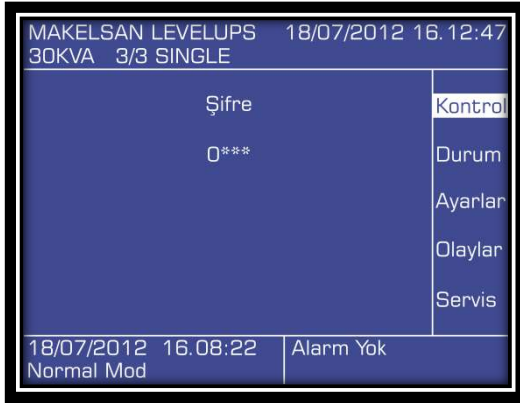 MAKELSAN LEVELUPS 18/07/2012 16.12:47
30KVA 3/3 SINGLE
Şifre
0***
Kontrol
Durum
Ayarlar
Olaylar
Servis
18/07/2012 16.08:22 Alarm Yok
Normal Mod